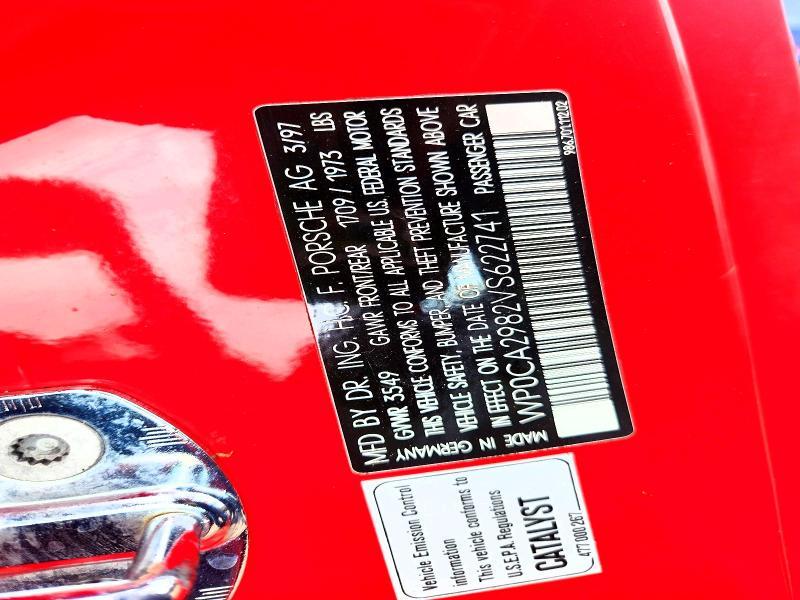 MFD BY DR. ING. H.C. F. PORSCHE AG 3/97
GVWR 3549 GAWR FRONT/REAR 1709 / 1973 LBS
THIS VEHICLE CONFORMS TO ALL APPLICABLE U.S. FEDERAL MOTOR
VEHICLE SAFETY, BUMPER, AND THEFT PREVENTION STANDARDS
IN EFFECT ON THE DATE OF MANUFACTURE SHOWN ABOVE
WP0CA2982VS622741 PASSENGER CAR
MADE IN GERMANY
986.701.112.02
Vehicle Emission Control
information
This vehicle conforms to
U.S.E.P.A. Regulations
CATALYST
477 000 267